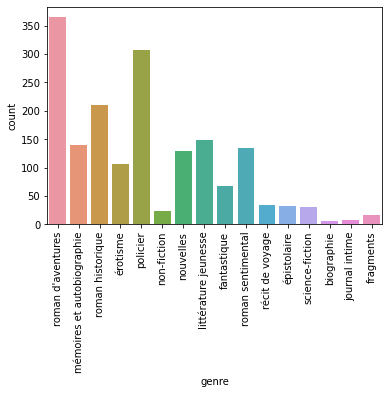 350
300
250
200
150
100
50
0
count
roman d'aventures
mémoires et autobiographie
roman historique
érotisme
policier
non-fiction
nouvelles
littérature jeunesse
fantastique
roman sentimental
récit de voyage
épistolaire
science-fiction
biographie
journal intime
fragments
genre